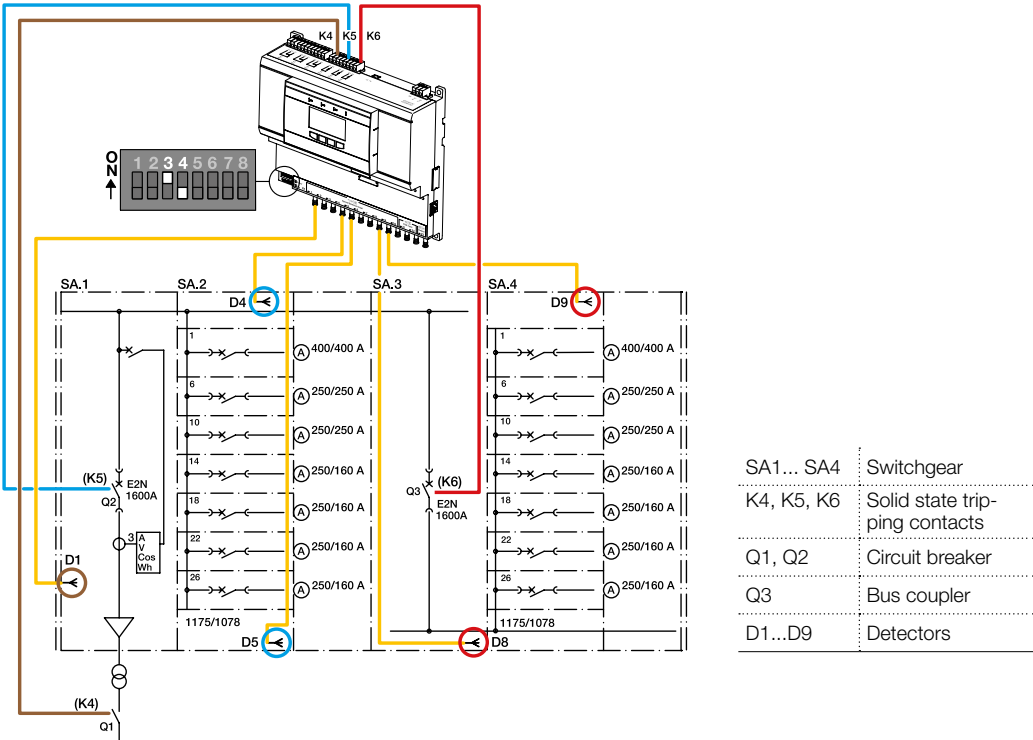 K4 K5 K6
ON
1 2 3 4 5 6 7 8
SA.1
SA.2
SA.3
SA.4
D4
D9
1
400/400 A
A
6
250/250 A
A
10
250/250 A
A
14
250/160 A
A
18
250/160 A
A
22
250/160 A
A
26
250/160 A
A
1175/1078
(K5)
E2N
1600A
Q2
3
A
V
Cos
Wh
D1
D5
(K6)
Q3
E2N
1600A
D8
1
400/400 A
A
6
250/250 A
A
10
250/250 A
A
14
250/160 A
A
18
250/160 A
A
22
250/160 A
A
26
250/160 A
A
1175/1078
(K4)
Q1
SA1... SA4 Switchgear
K4, K5, K6 Solid state trip-
ping contacts
Q1, Q2 Circuit breaker
Q3 Bus coupler
D1...D9 Detectors